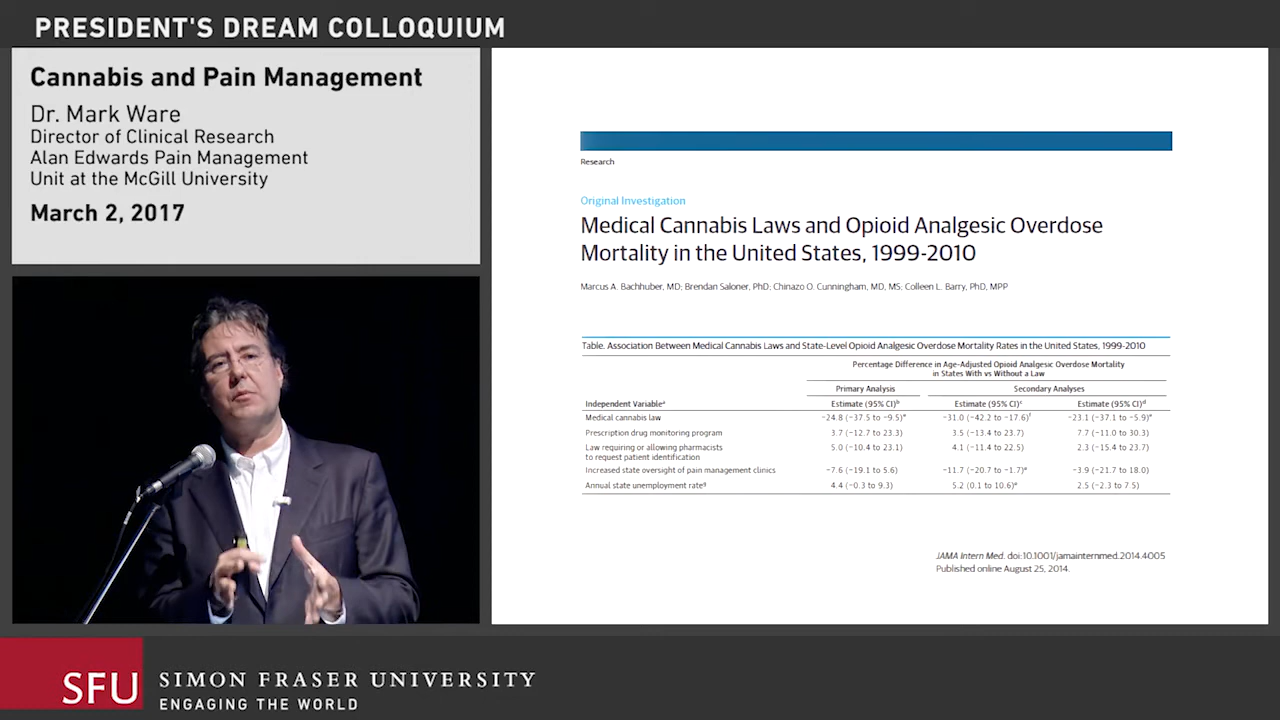 PRESIDENT'S DREAM COLLOQUIUM
Cannabis and Pain Management
Dr. Mark Ware
Director of Clinical Research
Alan Edwards Pain Management
Unit at the McGill University
March 2, 2017
Research
Original Investigation
Medical Cannabis Laws and Opioid Analgesic Overdose
Mortality in the United States, 1999-2010
Marcus A. Bachhuber, MD; Brendan Saloner, PhD; Chinazo O. Cunningham, MD, MS; Colleen L. Barry, PhD, MPP
Table. Association Between Medical Cannabis Laws and State-Level Opioid Analgesic Overdose Mortality Rates in the United States, 1999-2010
Percentage Difference in Age-Adjusted Opioid Analgesic Overdose Mortality
in States With vs Without a Law
Primary Analysis Secondary Analyses
Independent Variableᵃ Estimate (95% CI)ᵇ Estimate (95% CI)ᶜ Estimate (95% CI)ᵈ
Medical cannabis law −24.8 (−37.5 to −9.5)ᵉ −31.0 (−42.2 to −17.6)ᶠ −23.1 (−37.1 to −5.9)ᵉ
Prescription drug monitoring program 3.7 (−12.7 to 23.3) 3.5 (−13.4 to 23.7) 7.7 (−11.0 to 30.3)
Law requiring or allowing pharmacists 5.0 (−10.4 to 23.1) 4.1 (−11.4 to 22.5) 2.3 (−15.4 to 23.7)
to request patient identification
Increased state oversight of pain management clinics −7.6 (−19.1 to 5.6) −11.7 (−20.7 to −1.7)ᵉ −3.9 (−21.7 to 18.0)
Annual state unemployment rateᵍ 4.4 (−0.3 to 9.3) 5.2 (0.1 to 10.6)ᵉ 2.5 (−2.3 to 7.5)
JAMA Intern Med. doi:10.1001/jamainternmed.2014.4005
Published online August 25, 2014.
SFU SIMON FRASER UNIVERSITY
ENGAGING THE WORLD